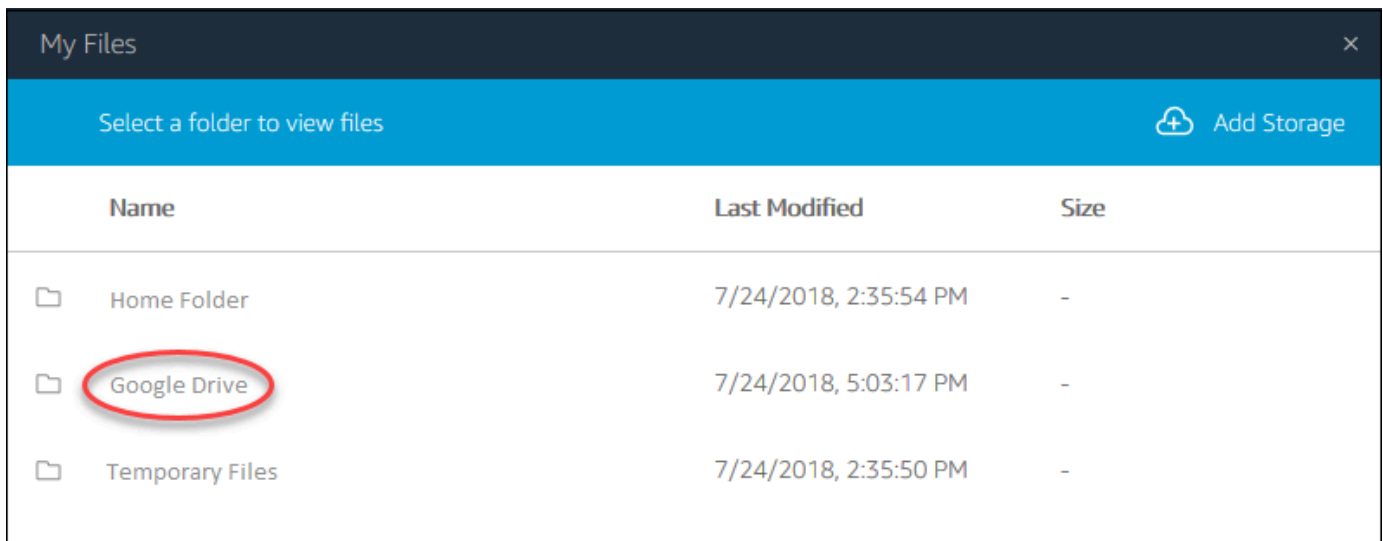 My Files ×
Select a folder to view files Add Storage
Name Last Modified Size
Home Folder 7/24/2018, 2:35:54 PM -
Google Drive 7/24/2018, 5:03:17 PM -
Temporary Files 7/24/2018, 2:35:50 PM -